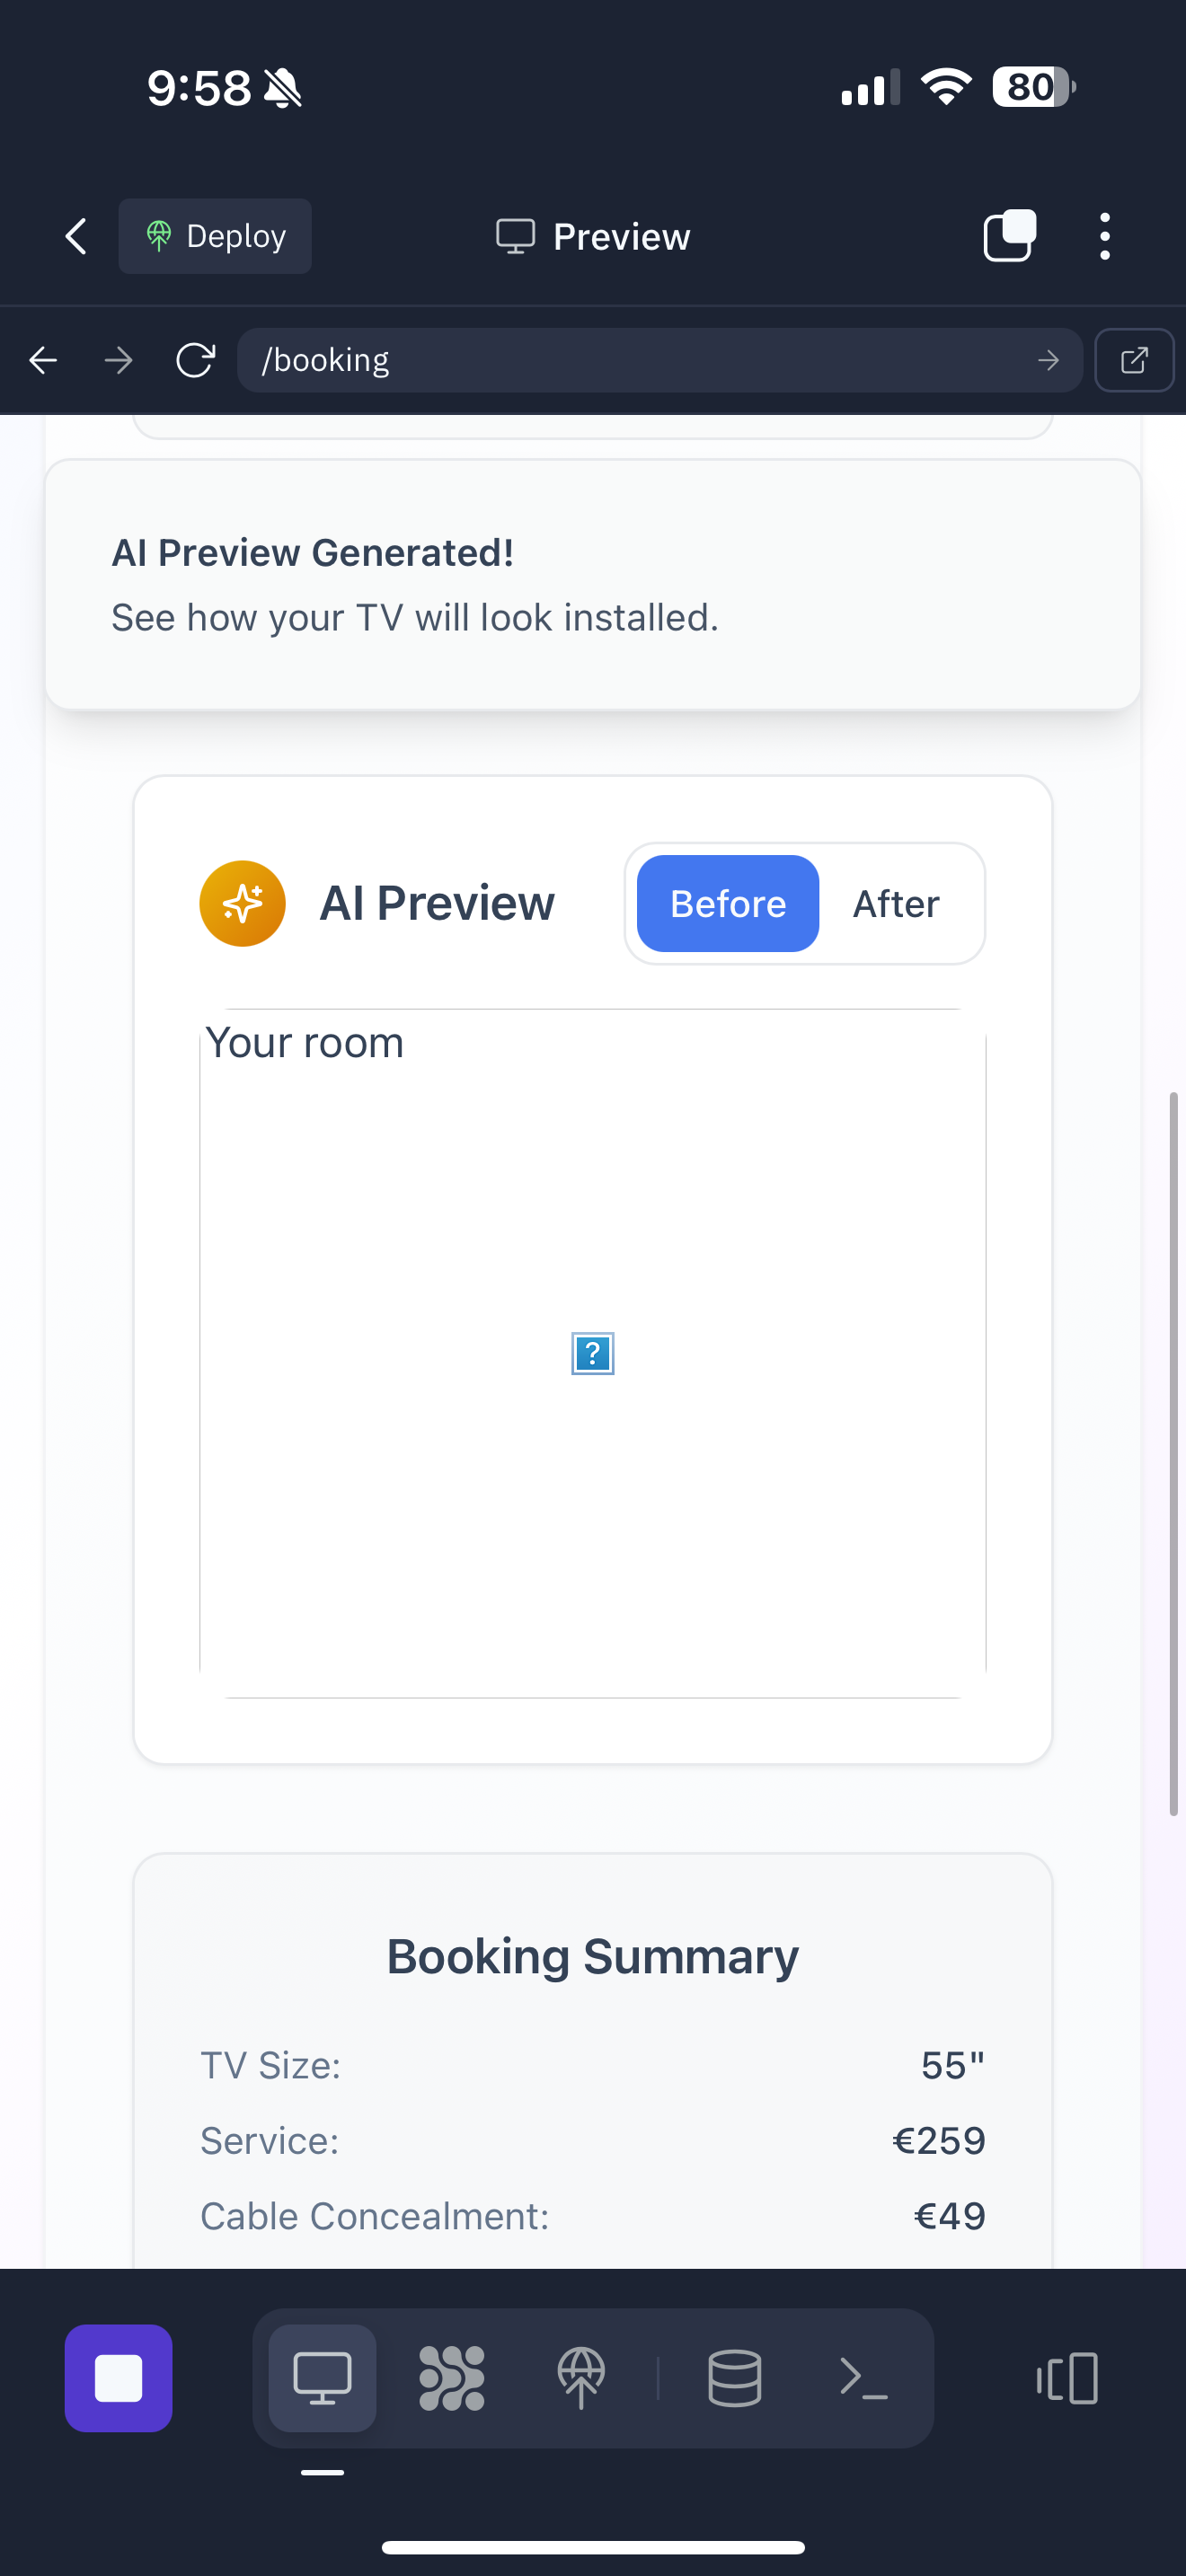 9:58
80
Deploy
Preview
/booking
AI Preview Generated!
See how your TV will look installed.
AI Preview
Before
After
Your room
?
Booking Summary
TV Size:
55"
Service:
€259
Cable Concealment:
€49